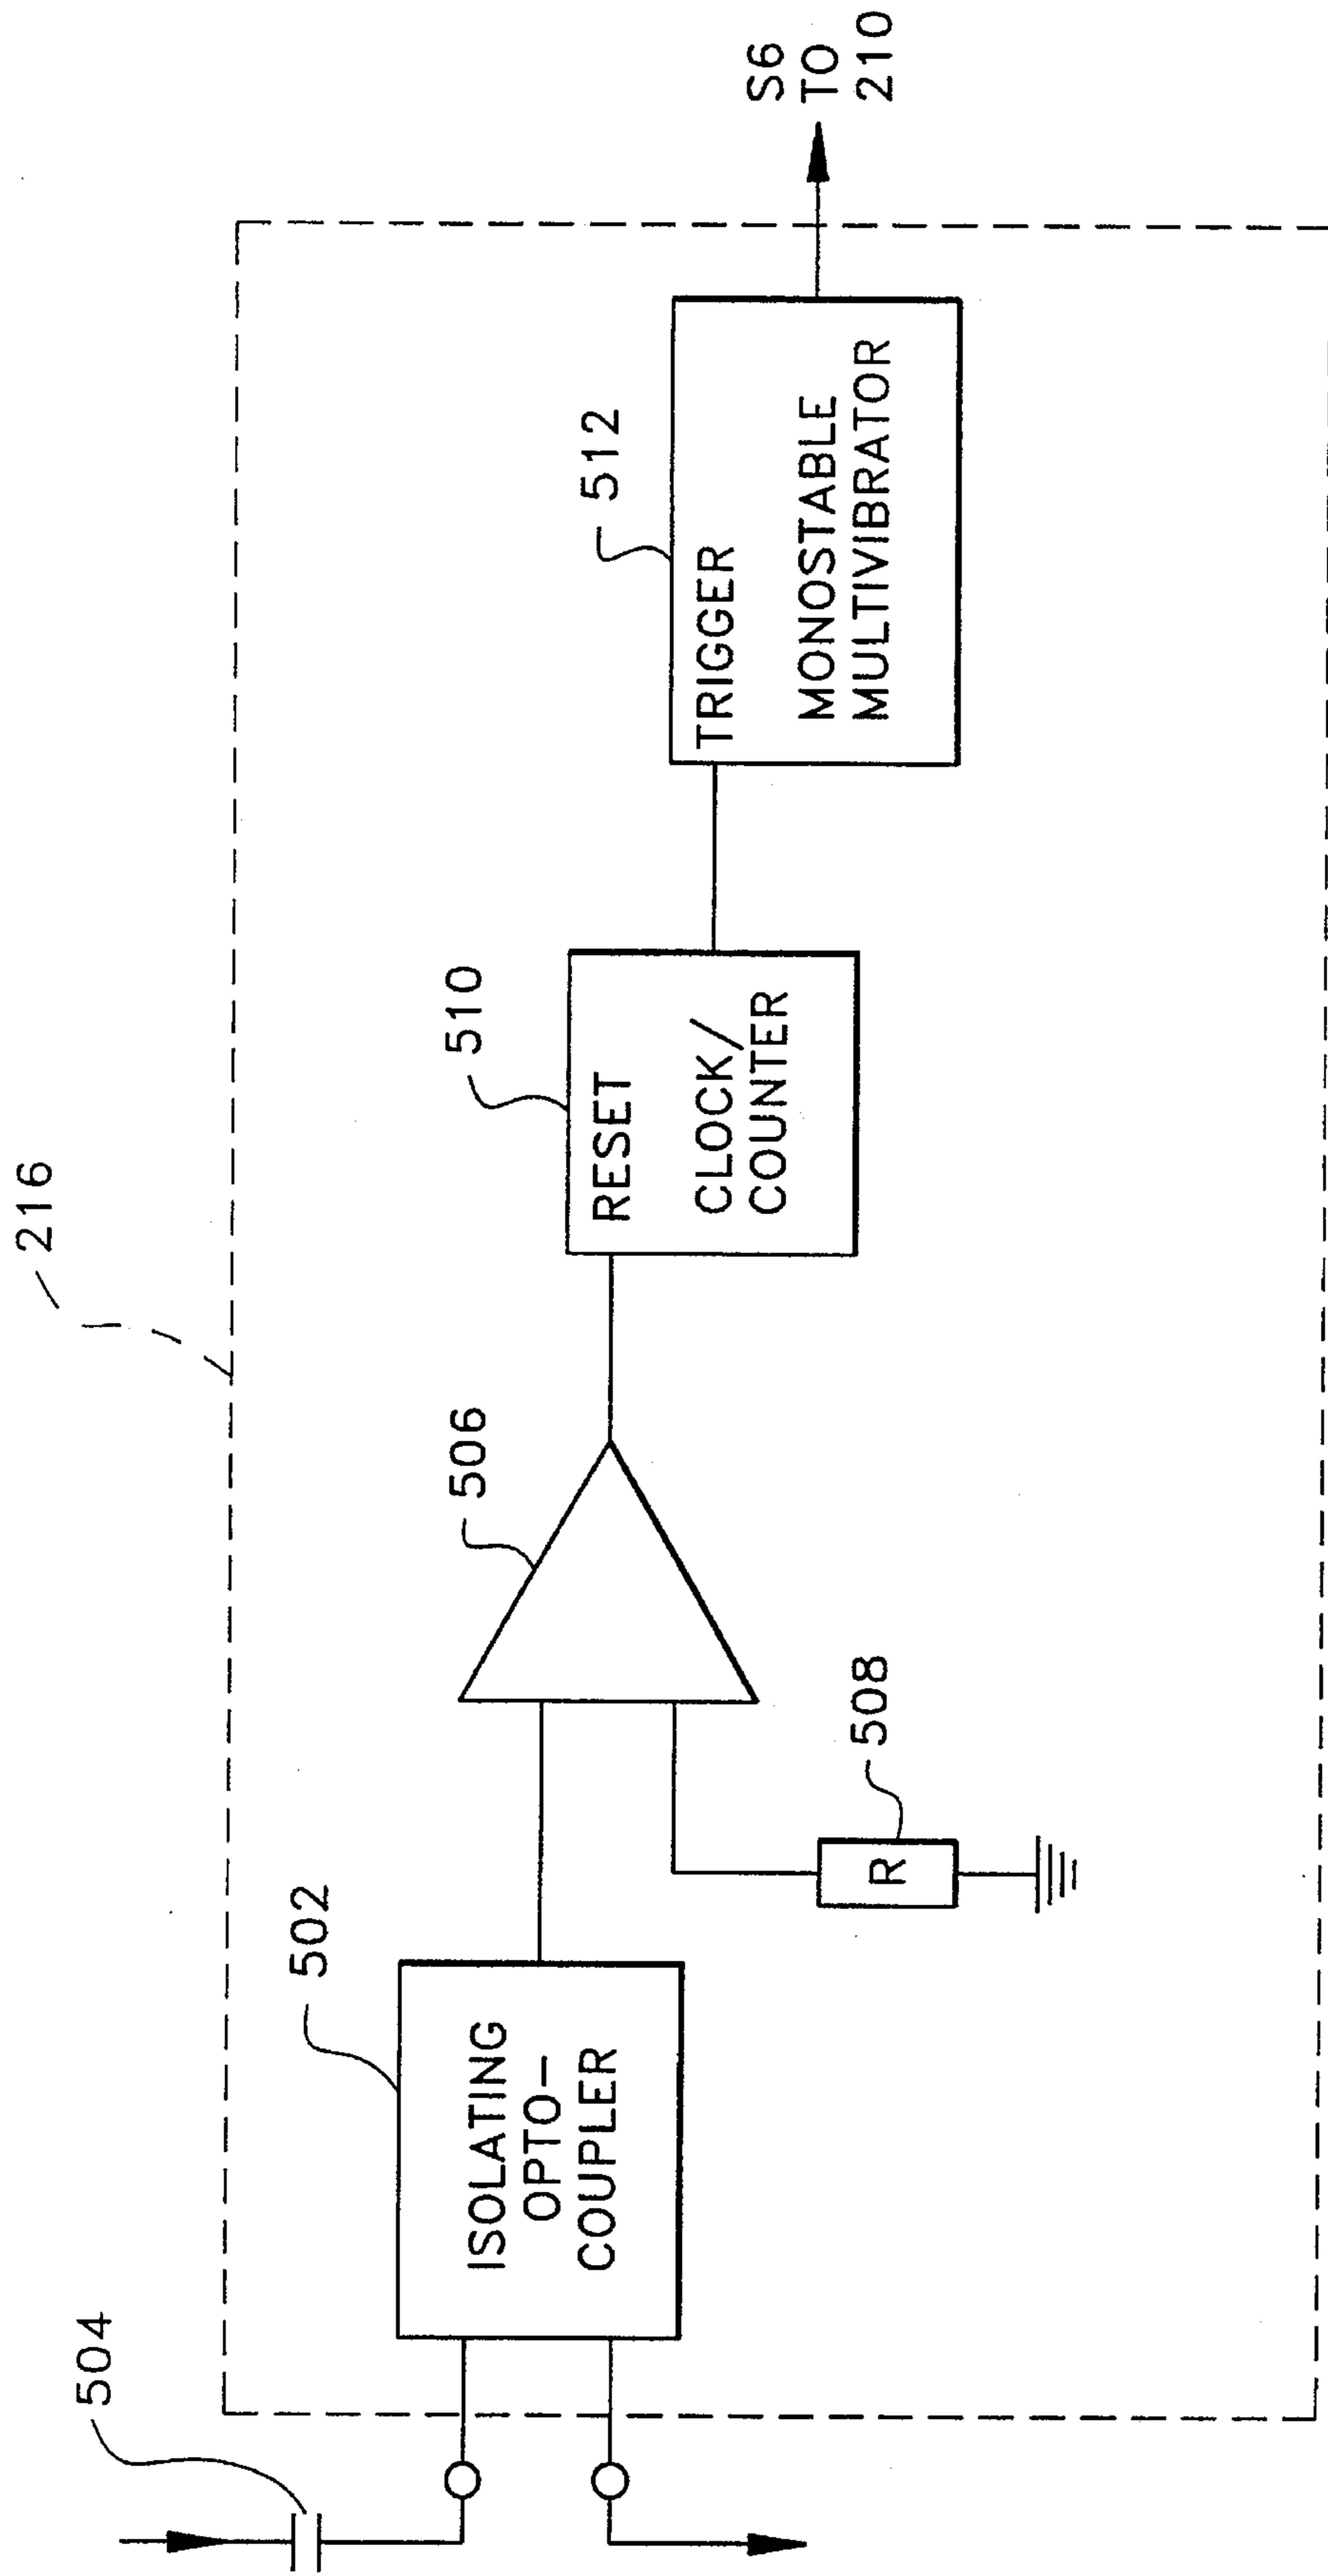 216
504
502
ISOLATING
OPTO-
COUPLER
506
R
508
510
RESET
CLOCK/
COUNTER
512
TRIGGER
MONOSTABLE
MULTIVIBRATOR
S6
TO
210